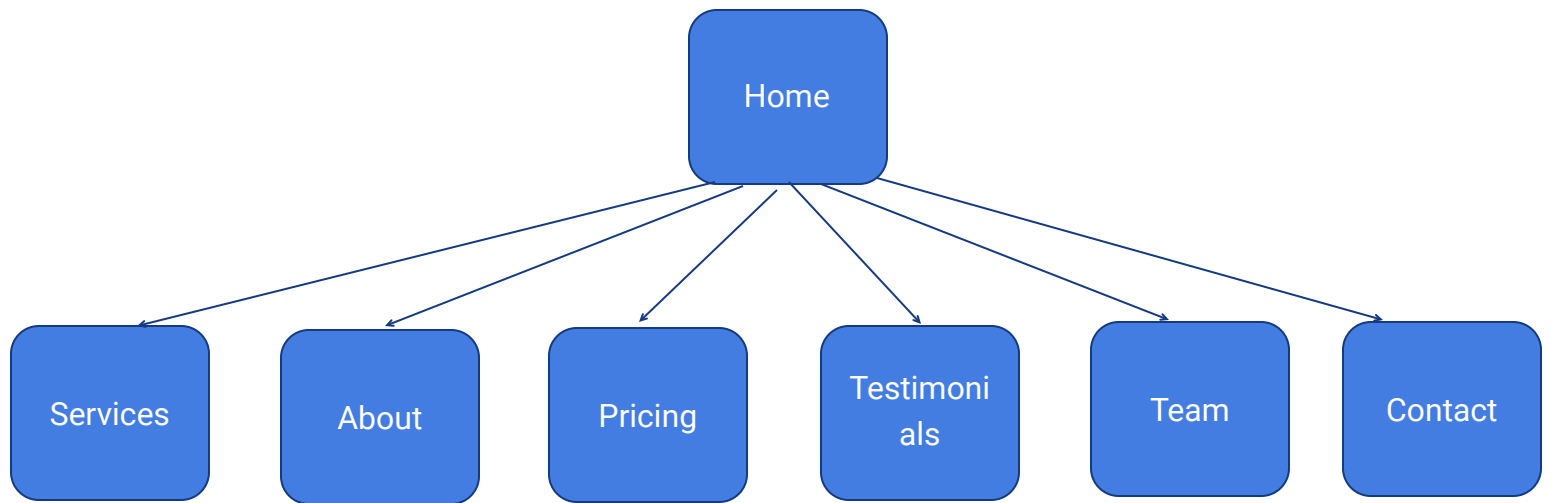 Home
Services
About
Pricing
Testimoni
als
Team
Contact